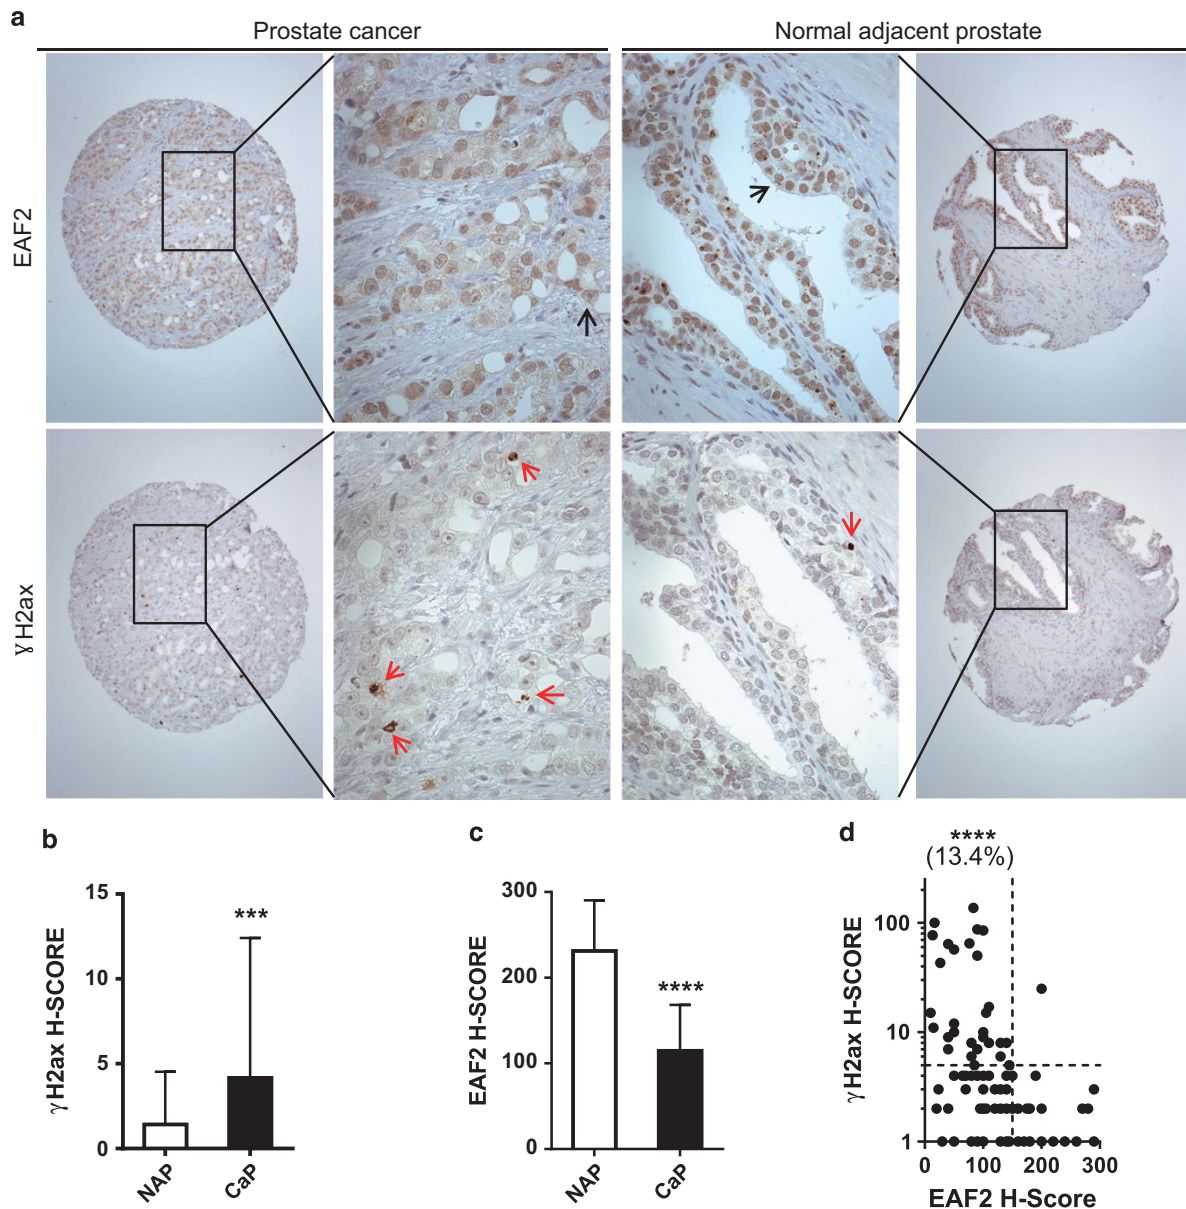 a
Prostate cancer
Normal adjacent prostate
EAF2
γH2ax
b
γH2ax H-SCORE
15
10
5
0
***
NAP
CaP
c
EAF2 H-SCORE
300
200
100
0
****
NAP
CaP
d
****
(13.4%)
γH2ax H-SCORE
100
10
1
0
100
200
300
EAF2 H-Score